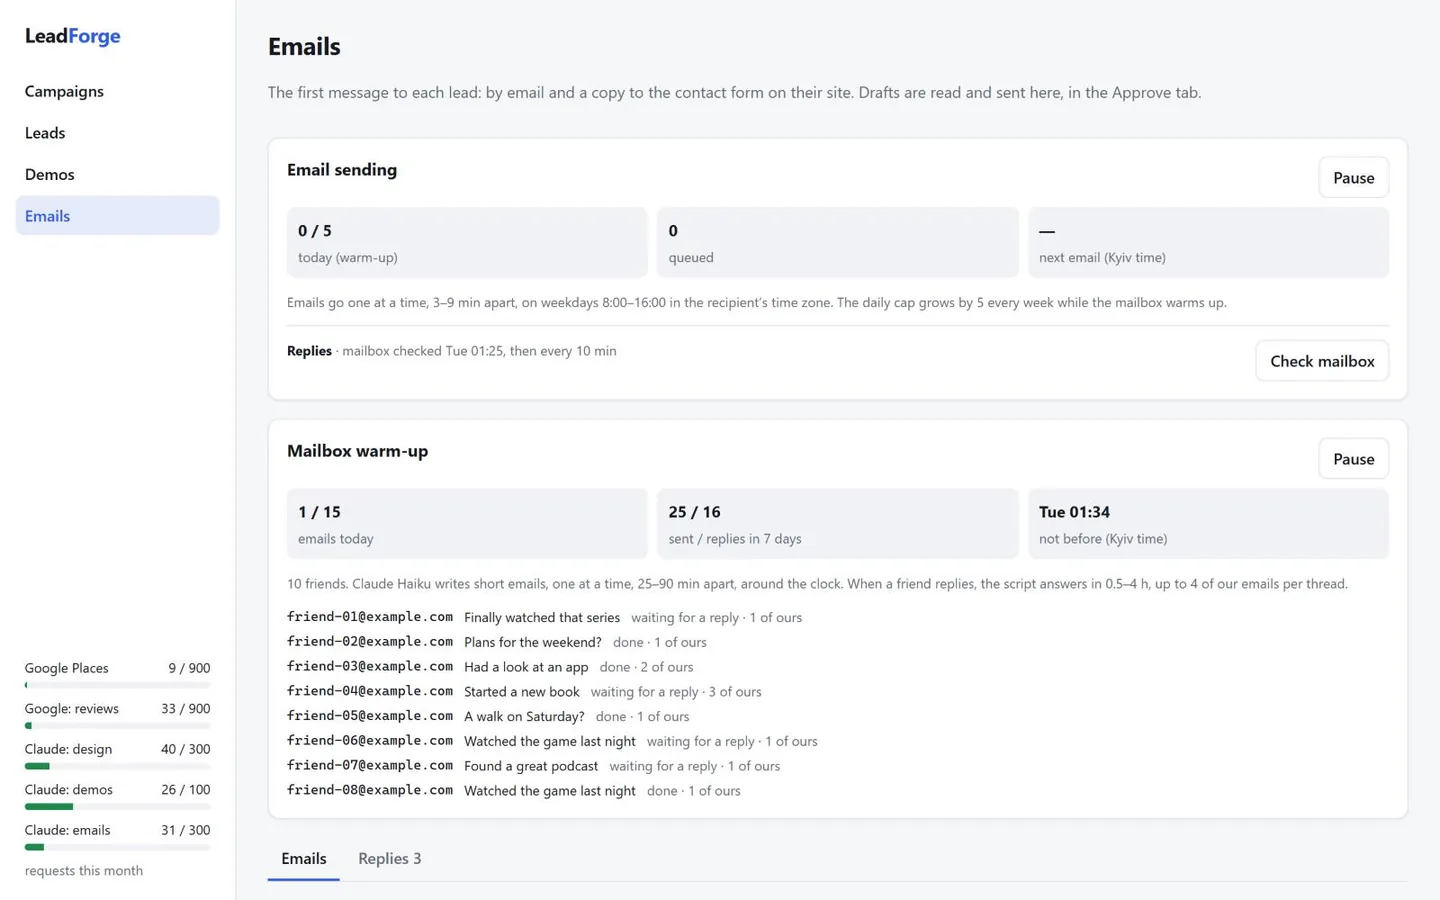 LeadForge
Campaigns
Leads
Demos
Emails
Google Places 9 / 900
Google: reviews 33 / 900
Claude: design 40 / 300
Claude: demos 26 / 100
Claude: emails 31 / 300
requests this month
Emails
The first message to each lead: by email and a copy to the contact form on their site. Drafts are read and sent here, in the Approve tab.
Email sending
Pause
0 / 5
today (warm-up)
0
queued
—
next email (Kyiv time)
Emails go one at a time, 3–9 min apart, on weekdays 8:00–16:00 in the recipient's time zone. The daily cap grows by 5 every week while the mailbox warms up.
Replies · mailbox checked Tue 01:25, then every 10 min
Check mailbox
Mailbox warm-up
Pause
1 / 15
emails today
25 / 16
sent / replies in 7 days
Tue 01:34
not before (Kyiv time)
10 friends. Claude Haiku writes short emails, one at a time, 25–90 min apart, around the clock. When a friend replies, the script answers in 0.5–4 h, up to 4 of our emails per thread.
friend-01@example.com Finally watched that series waiting for a reply · 1 of ours
friend-02@example.com Plans for the weekend? done · 1 of ours
friend-03@example.com Had a look at an app done · 2 of ours
friend-04@example.com Started a new book waiting for a reply · 3 of ours
friend-05@example.com A walk on Saturday? done · 1 of ours
friend-06@example.com Watched the game last night waiting for a reply · 1 of ours
friend-07@example.com Found a great podcast waiting for a reply · 1 of ours
friend-08@example.com Watched the game last night done · 1 of ours
Emails
Replies 3